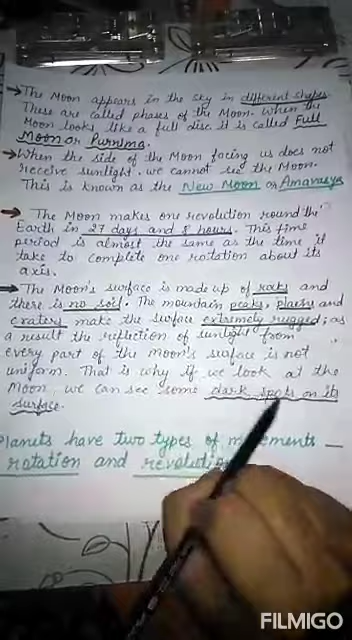 → The Moon appears in the sky in different shapes.
These are called phases of the Moon. When the
Moon looks like a full disc it is called Full
Moon or Purnima.
→ When the side of the Moon facing us does not
receive sunlight. we cannot see the Moon.
This is known as the New Moon or Amavasya
→ The Moon makes one revolution round the
Earth in 27 days and 8 hours. This time
period is almost the same as the time it
take to complete one rotation about its
axis.
→ The Moon's surface is made up of rocks and
there is no soil. The mountain peaks, and
craters make the surface extremely rugged; as
a result the reflection of sunlight from
every part of the moon's surface is not
uniform. That is why if we look at the
Moon, we can see some dark spots on its
surface.
Planets have two types of —
rotation and revolution
FILMIGO